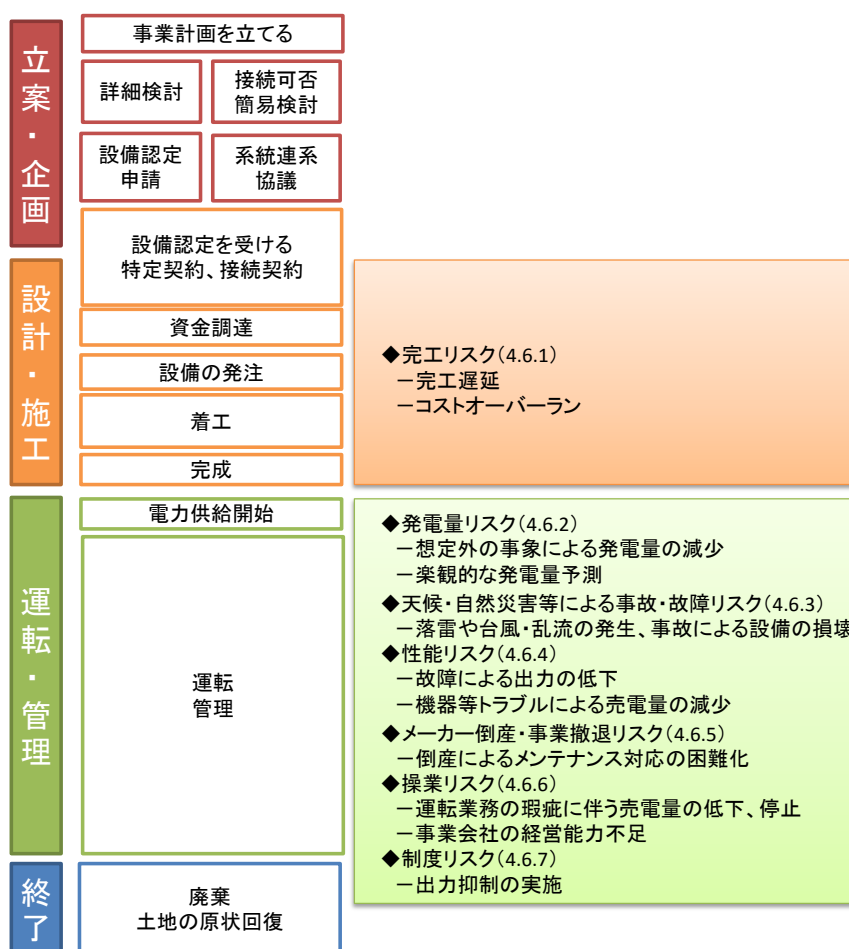 立案・企画
事業計画を立てる
詳細検討
接続可否
簡易検討
設備認定
申請
系統連系
協議
設計・施工
設備認定を受ける
特定契約、接続契約
資金調達
設備の発注
着工
完成
◆完工リスク(4.6.1)
－完工遅延
－コストオーバーラン
運転・管理
電力供給開始
運転
管理
◆発電量リスク(4.6.2)
－想定外の事象による発電量の減少
－楽観的な発電量予測
◆天候・自然災害等による事故・故障リスク(4.6.3)
－落雷や台風・乱流の発生、事故による設備の損壊
◆性能リスク(4.6.4)
－故障による出力の低下
－機器等トラブルによる売電量の減少
◆メーカー倒産・事業撤退リスク(4.6.5)
－倒産によるメンテナンス対応の困難化
◆操業リスク(4.6.6)
－運転業務の瑕疵に伴う売電量の低下、停止
－事業会社の経営能力不足
◆制度リスク(4.6.7)
－出力抑制の実施
終了
廃棄
土地の原状回復